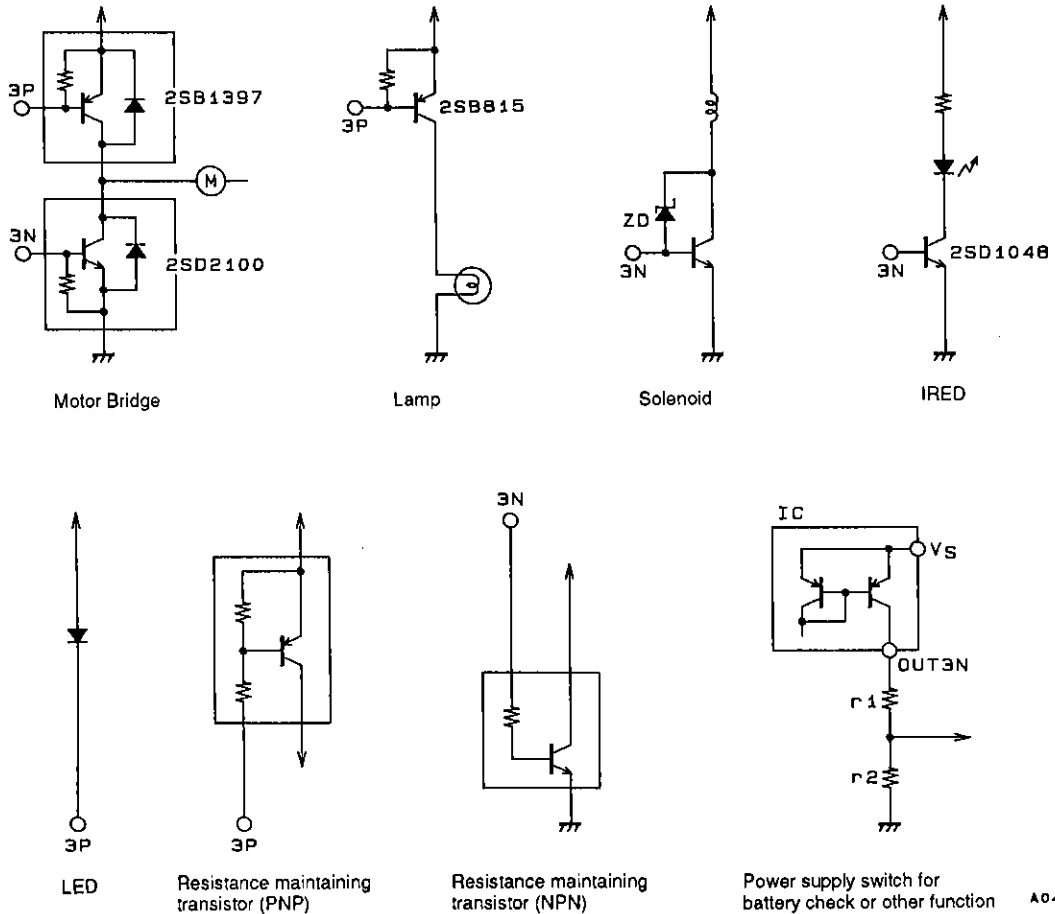 3P
2SB1397
M
3N
2SD2100
Motor Bridge
3P
2SB815
Lamp
ZD
3N
Solenoid
3N
2SD1048
IRED
3P
LED
3P
Resistance maintaining
transistor (PNP)
3N
Resistance maintaining
transistor (NPN)
IC
VS
OUT3N
r1
r2
Power supply switch for
battery check or other function